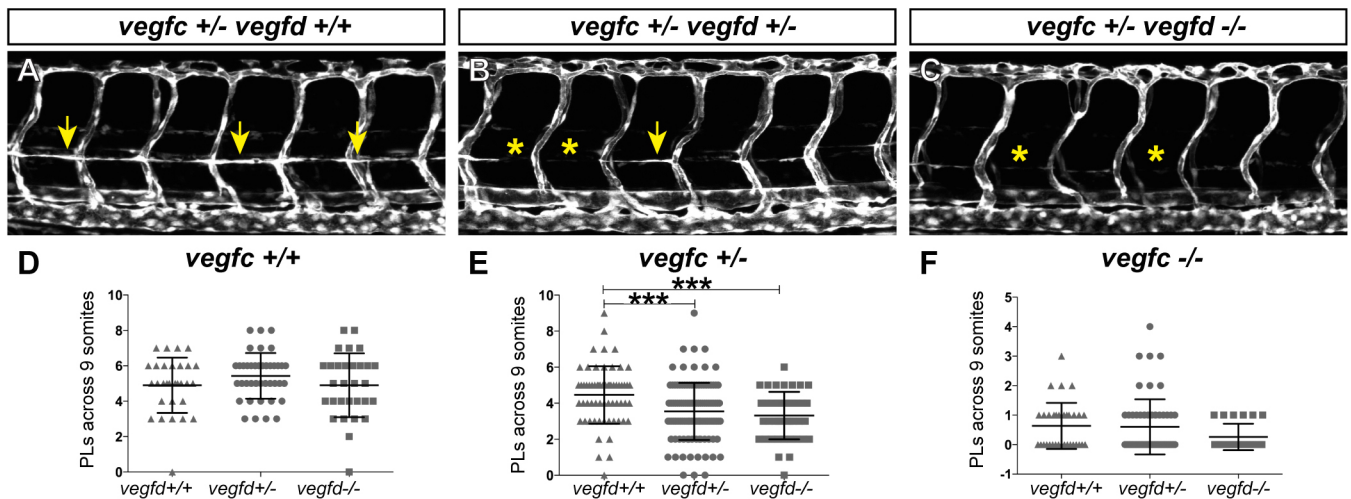 vegfc +/- vegfd +/+
vegfc +/- vegfd +/-
vegfc +/- vegfd -/-
A
B
* *
C
* *
D
vegfc +/+
PLs across 9 somites
10
8
6
4
2
0
vegfd+/+ vegfd+/- vegfd-/-
E
vegfc +/-
***
***
PLs across 9 somites
10
8
6
4
2
0
vegfd+/+ vegfd+/- vegfd-/-
F
vegfc -/-
PLs across 9 somites
5
4
3
2
1
0
-1
vegfd+/+ vegfd+/- vegfd-/-